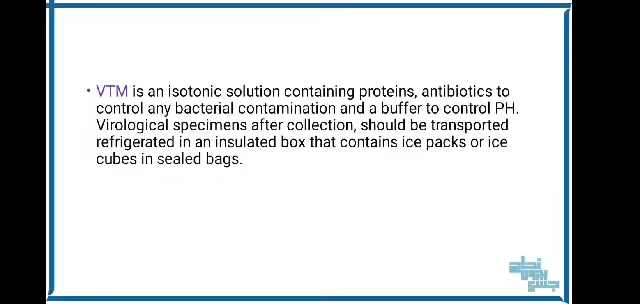 • VTM is an isotonic solution containing proteins, antibiotics to
control any bacterial contamination and a buffer to control PH.
Virological specimens after collection, should be transported
refrigerated in an insulated box that contains ice packs or ice
cubes in sealed bags.